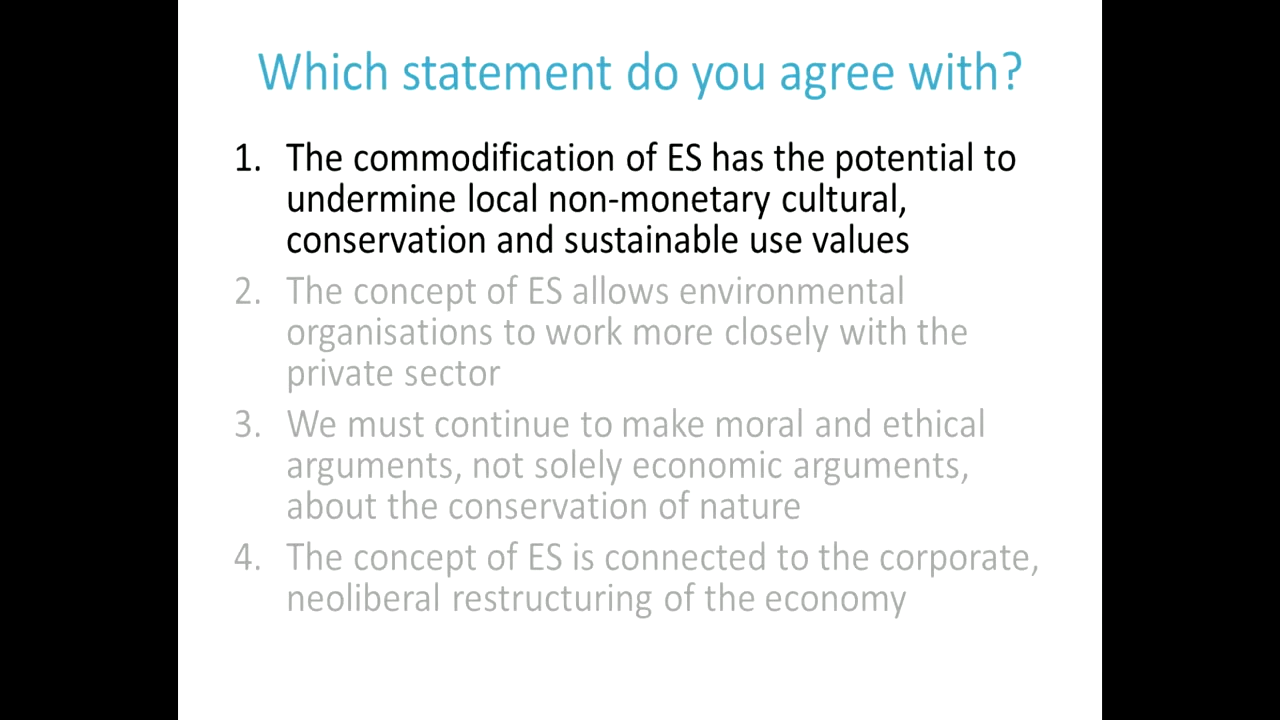 Which statement do you agree with?
1. The commodification of ES has the potential to
undermine local non-monetary cultural,
conservation and sustainable use values
2. The concept of ES allows environmental
organisations to work more closely with the
private sector
3. We must continue to make moral and ethical
arguments, not solely economic arguments,
about the conservation of nature
4. The concept of ES is connected to the corporate,
neoliberal restructuring of the economy